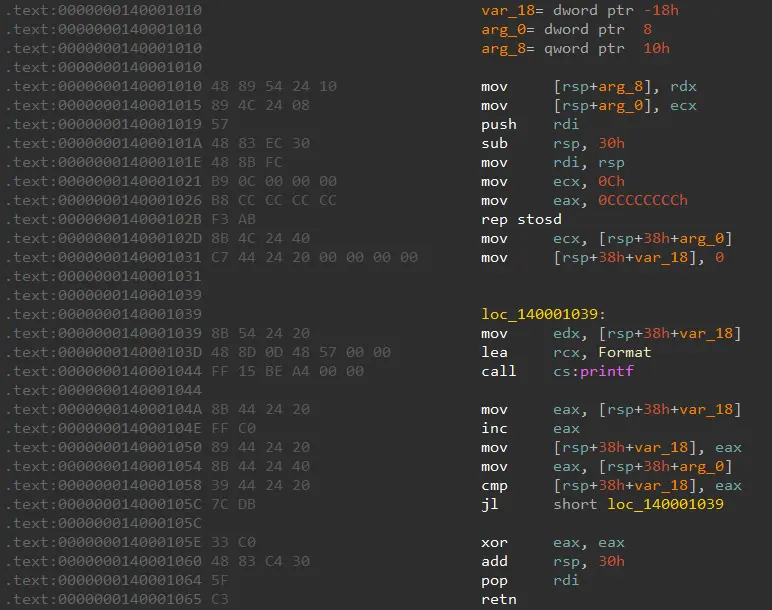 .text:0000000140001010 var_18= dword ptr -18h
.text:0000000140001010 arg_0= dword ptr  8
.text:0000000140001010 arg_8= qword ptr  10h
.text:0000000140001010
.text:0000000140001010 48 89 54 24 10 mov [rsp+arg_8], rdx
.text:0000000140001015 89 4C 24 08 mov [rsp+arg_0], ecx
.text:0000000140001019 57 push rdi
.text:000000014000101A 48 83 EC 30 sub rsp, 30h
.text:000000014000101E 48 8B FC mov rdi, rsp
.text:0000000140001021 B9 0C 00 00 00 mov ecx, 0Ch
.text:0000000140001026 B8 CC CC CC CC mov eax, 0CCCCCCCCh
.text:000000014000102B F3 AB rep stosd
.text:000000014000102D 8B 4C 24 40 mov ecx, [rsp+38h+arg_0]
.text:0000000140001031 C7 44 24 20 00 00 00 00 mov [rsp+38h+var_18], 0
.text:0000000140001031
.text:0000000140001039
.text:0000000140001039 loc_140001039:
.text:0000000140001039 8B 54 24 20 mov edx, [rsp+38h+var_18]
.text:000000014000103D 48 8D 0D 48 57 00 00 lea rcx, Format
.text:0000000140001044 FF 15 BE A4 00 00 call cs:printf
.text:0000000140001044
.text:000000014000104A 8B 44 24 20 mov eax, [rsp+38h+var_18]
.text:000000014000104E FF C0 inc eax
.text:0000000140001050 89 44 24 20 mov [rsp+38h+var_18], eax
.text:0000000140001054 8B 44 24 40 mov eax, [rsp+38h+arg_0]
.text:0000000140001058 39 44 24 20 cmp [rsp+38h+var_18], eax
.text:000000014000105C 7C DB jl short loc_140001039
.text:000000014000105C
.text:000000014000105E 33 C0 xor eax, eax
.text:0000000140001060 48 83 C4 30 add rsp, 30h
.text:0000000140001064 5F pop rdi
.text:0000000140001065 C3 retn